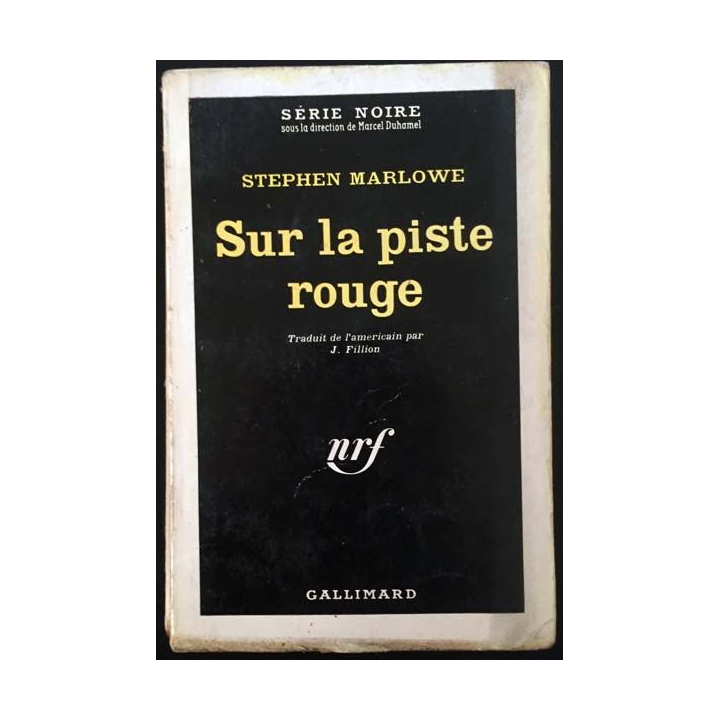 SÉRIE NOIRE
sous la direction de Marcel Duhamel
STEPHEN MARLOWE
Sur la piste
rouge
Traduit de l'americain par
J. Fillion
nrf
GALLIMARD